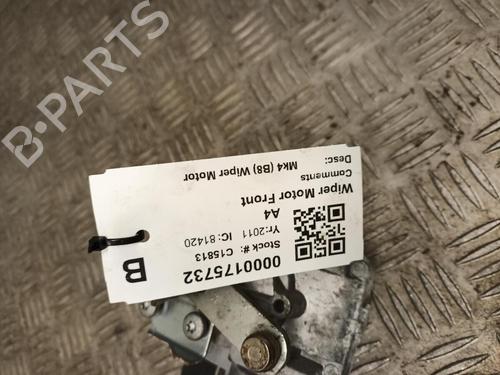 B-PARTS
0000175732
Stock #: C15813
Yr:2011 IC: 81420
A4
Wiper Motor Front
Comments
Desc: Mk4 (B8) Wiper Motor
B